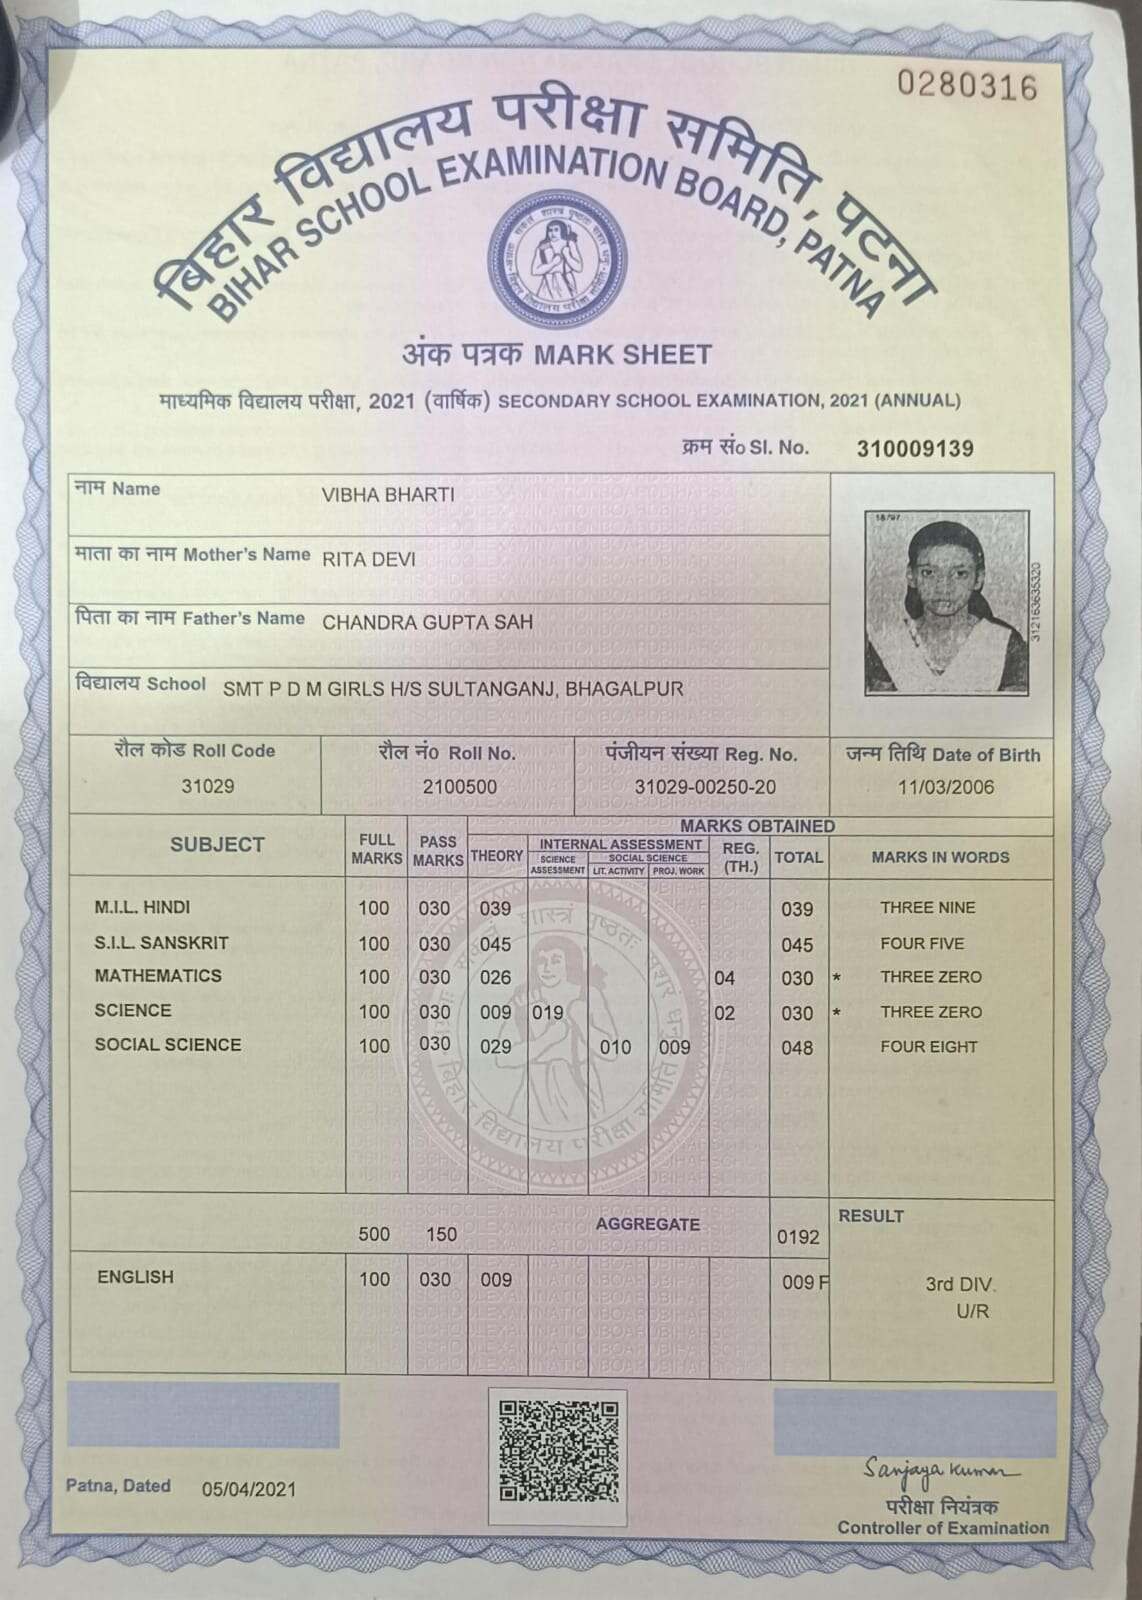 0280316
बिहार विद्यालय परीक्षा समिति, पटना
BIHAR SCHOOL EXAMINATION BOARD, PATNA
अंक पत्रक MARK SHEET
माध्यमिक विद्यालय परीक्षा, 2021 (वार्षिक) SECONDARY SCHOOL EXAMINATION, 2021 (ANNUAL)
क्रम सं० Sl. No. 310009139
नाम Name VIBHA BHARTI
माता का नाम Mother's Name RITA DEVI
पिता का नाम Father's Name CHANDRA GUPTA SAH
विद्यालय School SMT P D M GIRLS H/S SULTANGANJ, BHAGALPUR
18797
312163635320
रौल कोड Roll Code रौल नं० Roll No. पंजीयन संख्या Reg. No. जन्म तिथि Date of Birth
31029 2100500 31029-00250-20 11/03/2006
SUBJECT FULL MARKS PASS MARKS MARKS OBTAINED
THEORY INTERNAL ASSESSMENT REG. (TH.) TOTAL MARKS IN WORDS
SCIENCE ASSESSMENT SOCIAL SCIENCE
LIT. ACTIVITY PROJ. WORK
M.I.L. HINDI 100 030 039 039 THREE NINE
S.I.L. SANSKRIT 100 030 045 045 FOUR FIVE
MATHEMATICS 100 030 026 04 030 * THREE ZERO
SCIENCE 100 030 009 019 02 030 * THREE ZERO
SOCIAL SCIENCE 100 030 029 010 009 048 FOUR EIGHT
बिहार विद्यालय परीक्षा समिति
500 150 AGGREGATE 0192 RESULT
ENGLISH 100 030 009 009 F 3rd DIV.
U/R
Patna, Dated 05/04/2021
Sanjaya Kumar
परीक्षा नियंत्रक
Controller of Examination